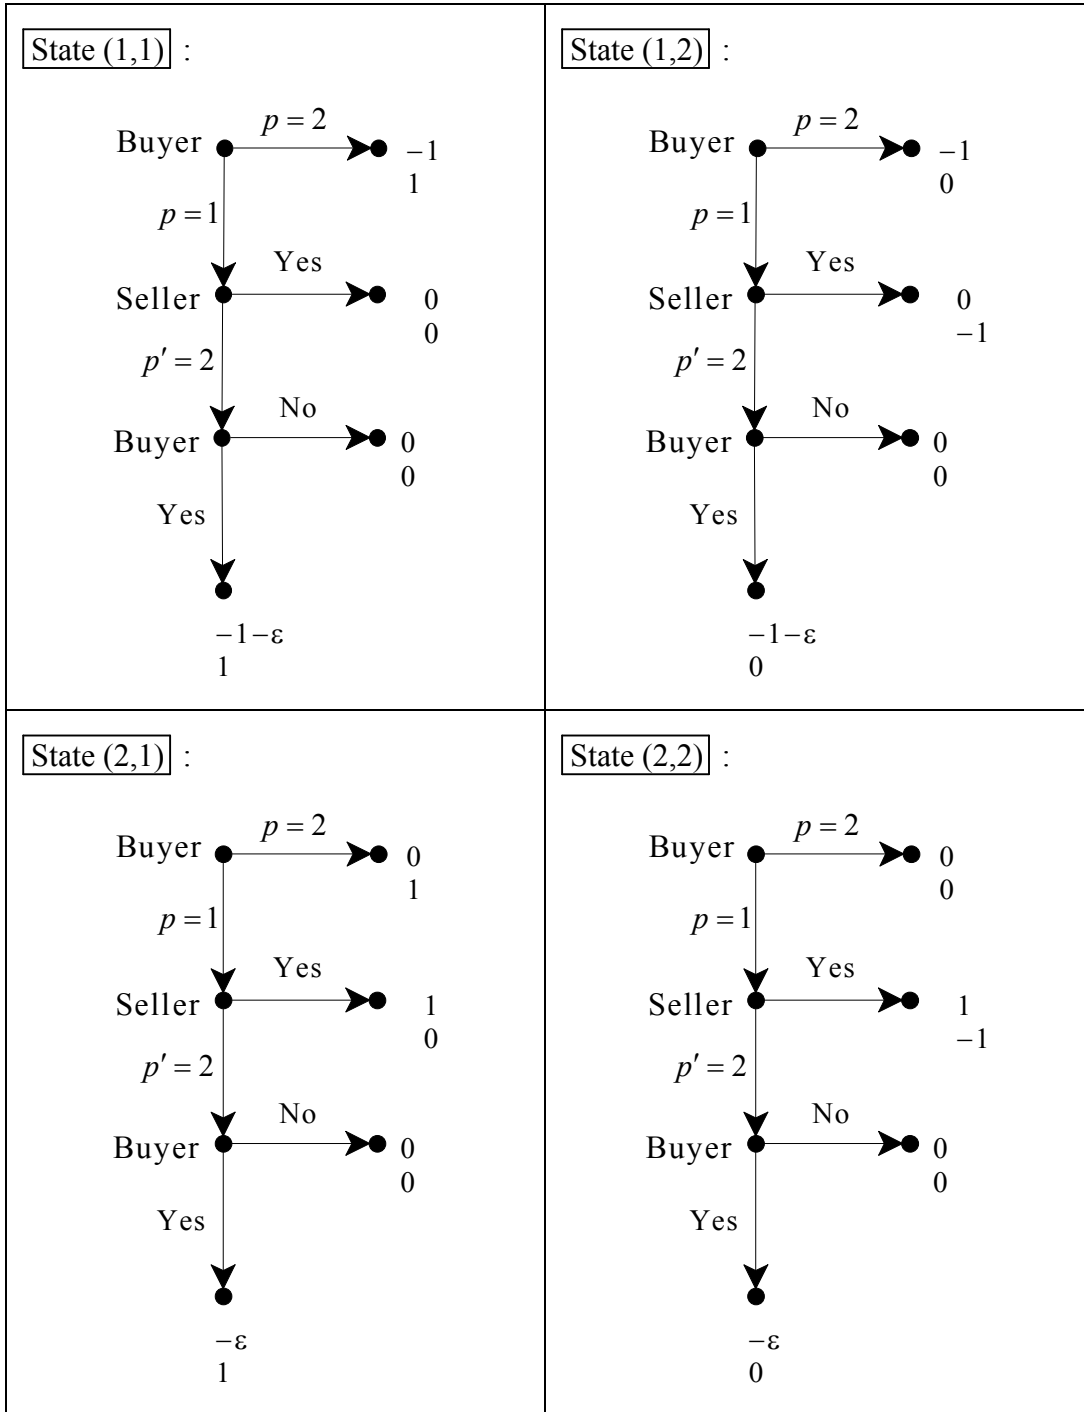 State (1,1) :
Buyer
p = 2
−1
1
p = 1
Seller
Yes
0
0
p′ = 2
Buyer
No
0
0
Yes
−1−ε
1
State (1,2) :
Buyer
p = 2
−1
0
p = 1
Seller
Yes
0
−1
p′ = 2
Buyer
No
0
0
Yes
−1−ε
0
State (2,1) :
Buyer
p = 2
0
1
p = 1
Seller
Yes
1
0
p′ = 2
Buyer
No
0
0
Yes
−ε
1
State (2,2) :
Buyer
p = 2
0
0
p = 1
Seller
Yes
1
−1
p′ = 2
Buyer
No
0
0
Yes
−ε
0